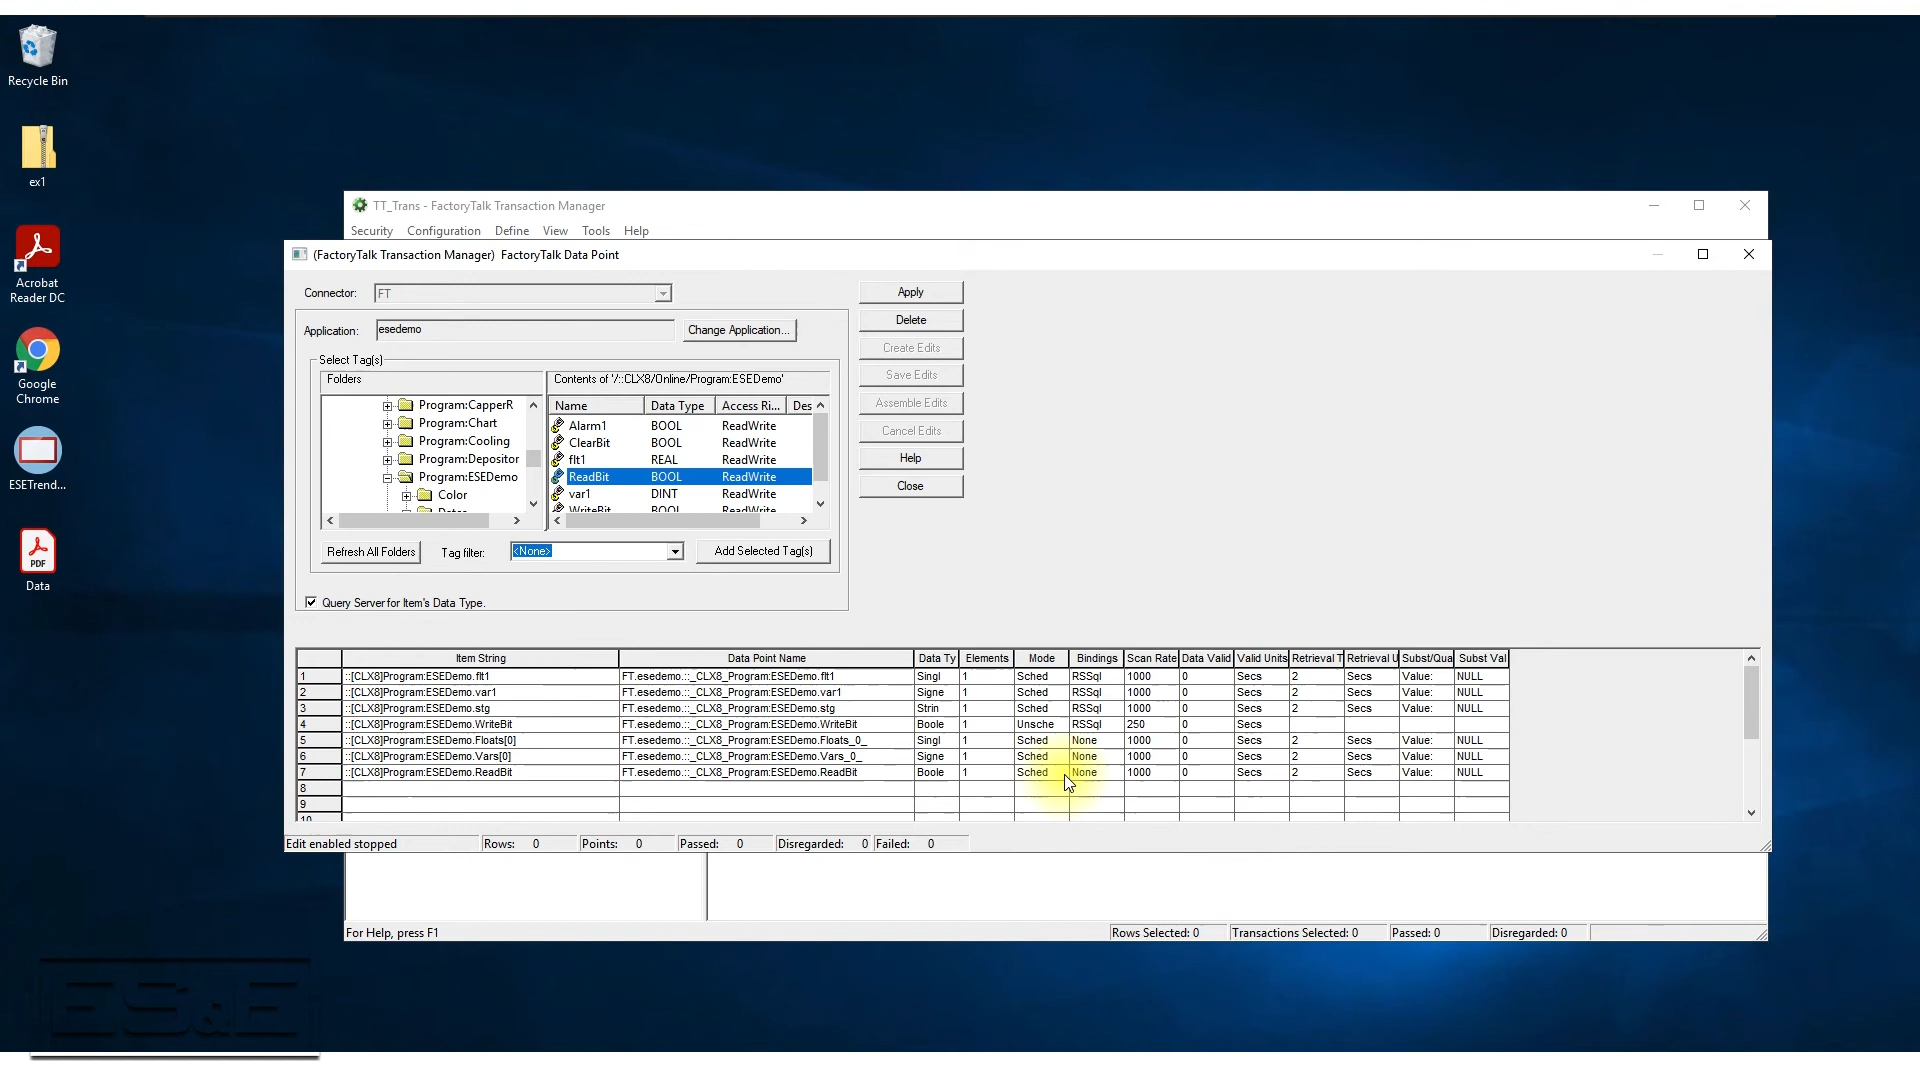 Recycle Bin
ex1
Acrobat
Reader DC
Google
Chrome
ESETrend...
PDF
Data
TT_Trans - FactoryTalk Transaction Manager
Security Configuration Define View Tools Help
(FactoryTalk Transaction Manager) FactoryTalk Data Point
Connector: FT
Application: esedemo Change Application...
Select Tag(s)
Folders
Program:CapperR
Program:Chart
Program:Cooling
Program:Depositor
Program:ESEDemo
Color
Dates
Contents of '/::CLX8/Online/Program:ESEDemo'
Name Data Type Access Ri... Des
Alarm1 BOOL ReadWrite
ClearBit BOOL ReadWrite
flt1 REAL ReadWrite
ReadBit BOOL ReadWrite
var1 DINT ReadWrite
WriteBit BOOL ReadWrite
Refresh All Folders Tag filter: <None> Add Selected Tag(s)
Query Server for Item's Data Type.
Apply
Delete
Create Edits
Save Edits
Assemble Edits
Cancel Edits
Help
Close
Item String Data Point Name Data Ty Elements Mode Bindings Scan Rate Data Valid Valid Units Retrieval T Retrieval U Subst/Qua Subst Val
1 ::[CLX8]Program:ESEDemo.flt1 FT.esedemo.::_CLX8_Program:ESEDemo.flt1 Singl 1 Sched RSSql 1000 0 Secs 2 Secs Value: NULL
2 ::[CLX8]Program:ESEDemo.var1 FT.esedemo.::_CLX8_Program:ESEDemo.var1 Signe 1 Sched RSSql 1000 0 Secs 2 Secs Value: NULL
3 ::[CLX8]Program:ESEDemo.stg FT.esedemo.::_CLX8_Program:ESEDemo.stg Strin 1 Sched RSSql 1000 0 Secs 2 Secs Value: NULL
4 ::[CLX8]Program:ESEDemo.WriteBit FT.esedemo.::_CLX8_Program:ESEDemo.WriteBit Boole 1 Unsche RSSql 250 0 Secs
5 ::[CLX8]Program:ESEDemo.Floats[0] FT.esedemo.::_CLX8_Program:ESEDemo.Floats_0_ Singl 1 Sched None 1000 0 Secs 2 Secs Value: NULL
6 ::[CLX8]Program:ESEDemo.Vars[0] FT.esedemo.::_CLX8_Program:ESEDemo.Vars_0_ Signe 1 Sched None 1000 0 Secs 2 Secs Value: NULL
7 ::[CLX8]Program:ESEDemo.ReadBit FT.esedemo.::_CLX8_Program:ESEDemo.ReadBit Boole 1 Sched None 1000 0 Secs 2 Secs Value: NULL
8
9
10
Edit enabled stopped Rows: 0 Points: 0 Passed: 0 Disregarded: 0 Failed: 0
For Help, press F1 Rows Selected: 0 Transactions Selected: 0 Passed: 0 Disregarded: 0
ES&E